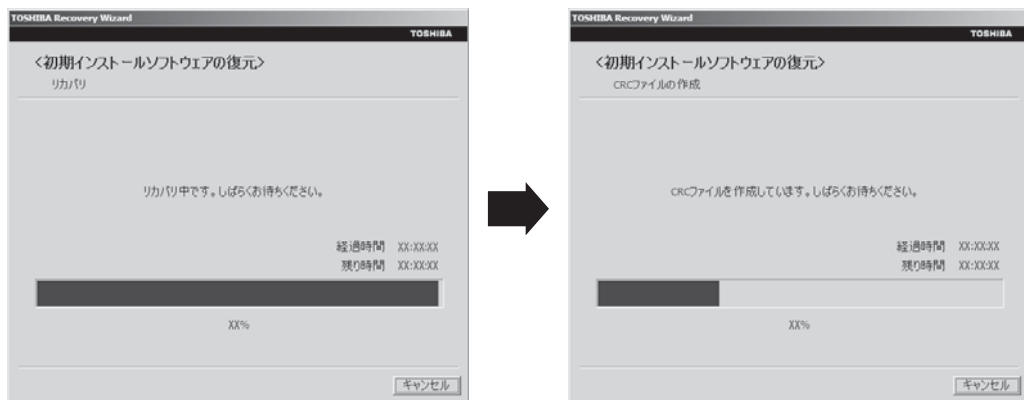 TOSHIBA Recovery Wizard
TOSHIBA
<初期インストールソフトウェアの復元>
リカバリ
リカバリ中です。しばらくお待ちください。
経過時間 XX:XX:XX
残り時間 XX:XX:XX
XX%
キャンセル
TOSHIBA Recovery Wizard
TOSHIBA
<初期インストールソフトウェアの復元>
CRCファイルの作成
CRCファイルを作成しています。しばらくお待ちください。
経過時間 XX:XX:XX
残り時間 XX:XX:XX
XX%
キャンセル